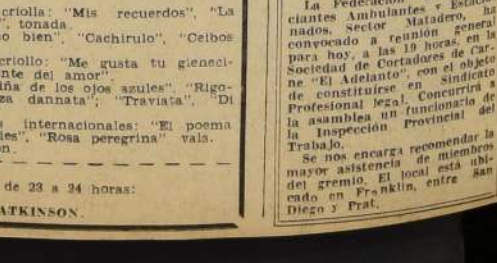 criolla: "Mis recuerdos", "La
", tonada.
o bien", "Cachirulo", "Ceibos
criollo: "Me gusta tu gieneci-
nte del amor".
ña de los ojos azules", "Rigo-
za dannata"; "Traviata", "Di
s internacionales: "El poema
les", "Rosa peregrina" vals.
on.
de 23 a 24 horas:
ATKINSON.
La Federación
ciantes Ambulantes y Estacio
nados, Sector Matadero, ha
convocado a reunión general
para hoy, a las 19 horas, en la
Sociedad de Cortadores de Car-
ne "El Adelanto", con el objeto
de constituirse en Sindicato
Profesional legal. Concurrirá a
la asamblea un funcionario de
la Inspección Provincial del
Trabajo.
Se nos encarga recomendar la
mayor asistencia de miembros
del gremio. El local está ubi-
cado en Franklin, entre San
Diego y Prat.